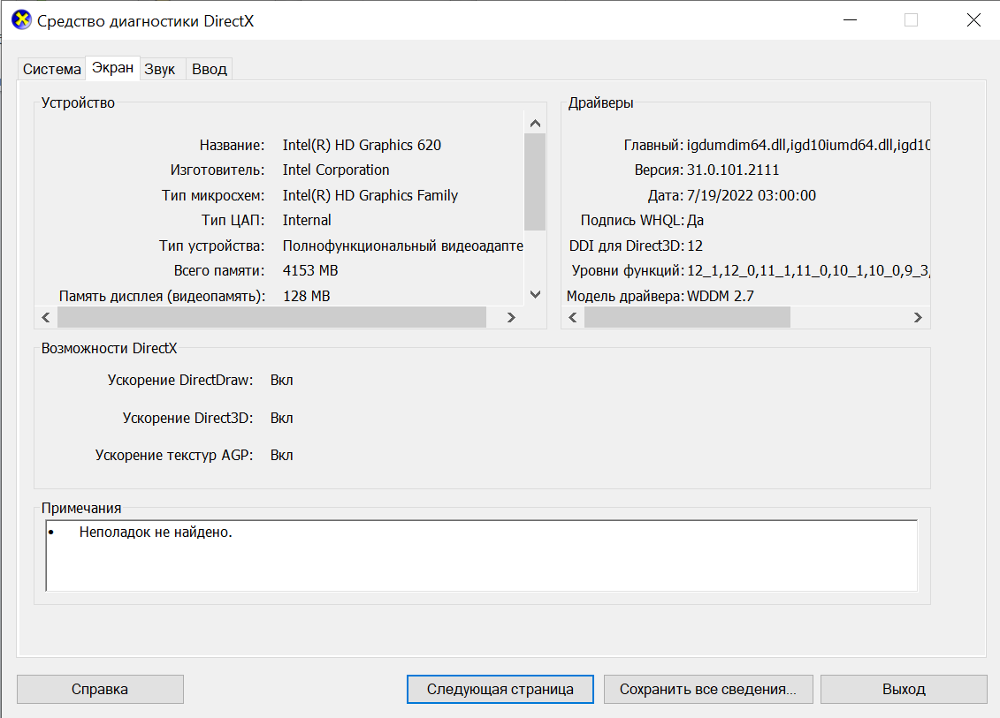 Средство диагностики DirectX
Система Экран Звук Ввод
Устройство
Название: Intel(R) HD Graphics 620
Изготовитель: Intel Corporation
Тип микросхем: Intel(R) HD Graphics Family
Тип ЦАП: Internal
Тип устройства: Полнофункциональный видеоадапте
Всего памяти: 4153 MB
Память дисплея (видеопамять): 128 MB
Драйверы
Главный: igdumdim64.dll,igd10iumd64.dll,igd10
Версия: 31.0.101.2111
Дата: 7/19/2022 03:00:00
Подпись WHQL: Да
DDI для Direct3D: 12
Уровни функций: 12_1,12_0,11_1,11_0,10_1,10_0,9_3,
Модель драйвера: WDDM 2.7
Возможности DirectX
Ускорение DirectDraw: Вкл
Ускорение Direct3D: Вкл
Ускорение текстур AGP: Вкл
Примечания
• Неполадок не найдено.
Справка Следующая страница Сохранить все сведения... Выход